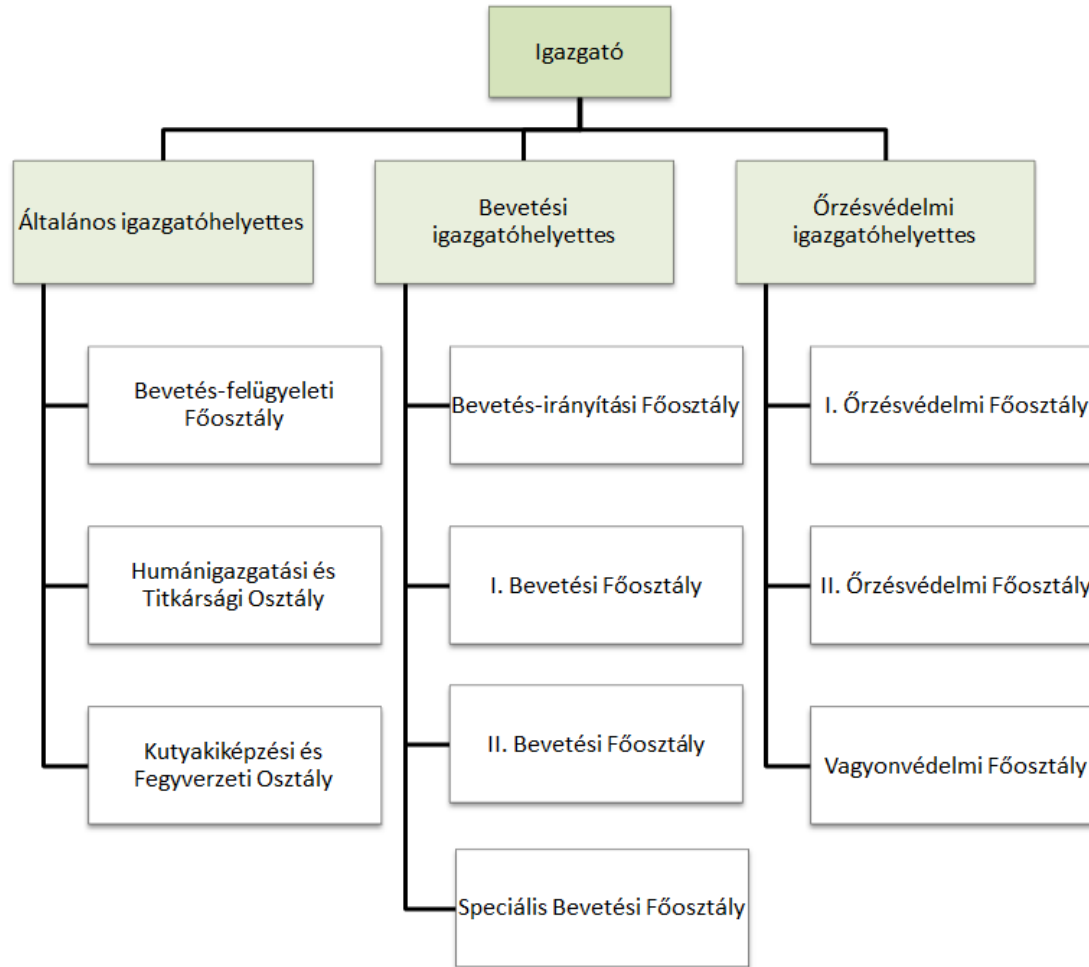 Igazgató
Általános igazgatóhelyettes
Bevetési
igazgatóhelyettes
Őrzésvédelmi
igazgatóhelyettes
Bevetés-felügyeleti
Főosztály
Humánigazgatási és
Titkársági Osztály
Kutyakiképzési és
Fegyverzeti Osztály
Bevetés-irányítási Főosztály
I. Bevetési Főosztály
II. Bevetési Főosztály
Speciális Bevetési Főosztály
I. Őrzésvédelmi Főosztály
II. Őrzésvédelmi Főosztály
Vagyonvédelmi Főosztály